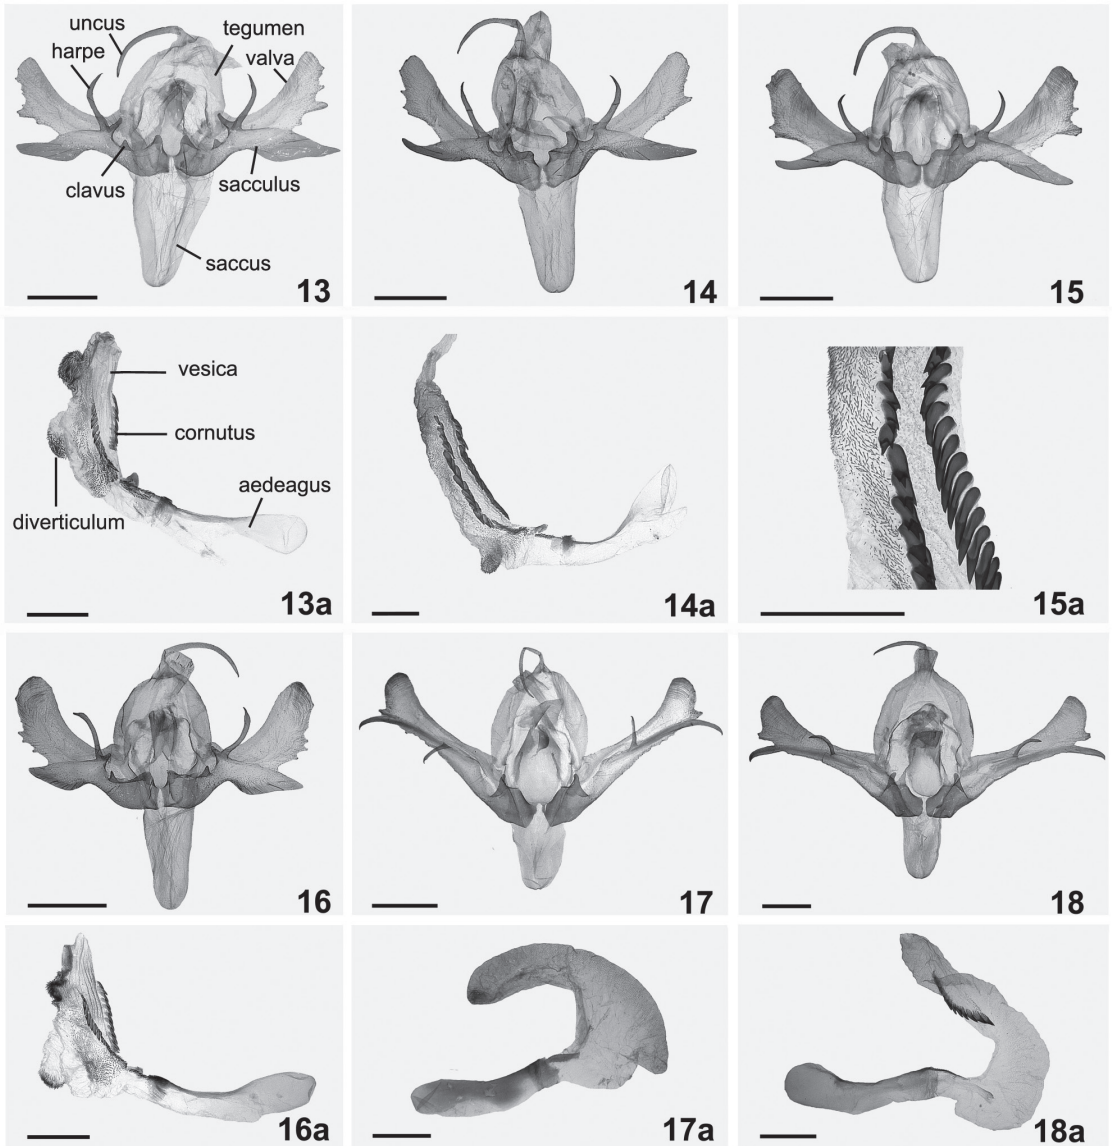 uncus
harpe
tegumen
valva
clavus
sacculus
saccus
13
14
15
vesica
cornutus
aedeagus
diverticulum
13a
14a
15a
16
17
18
16a
17a
18a